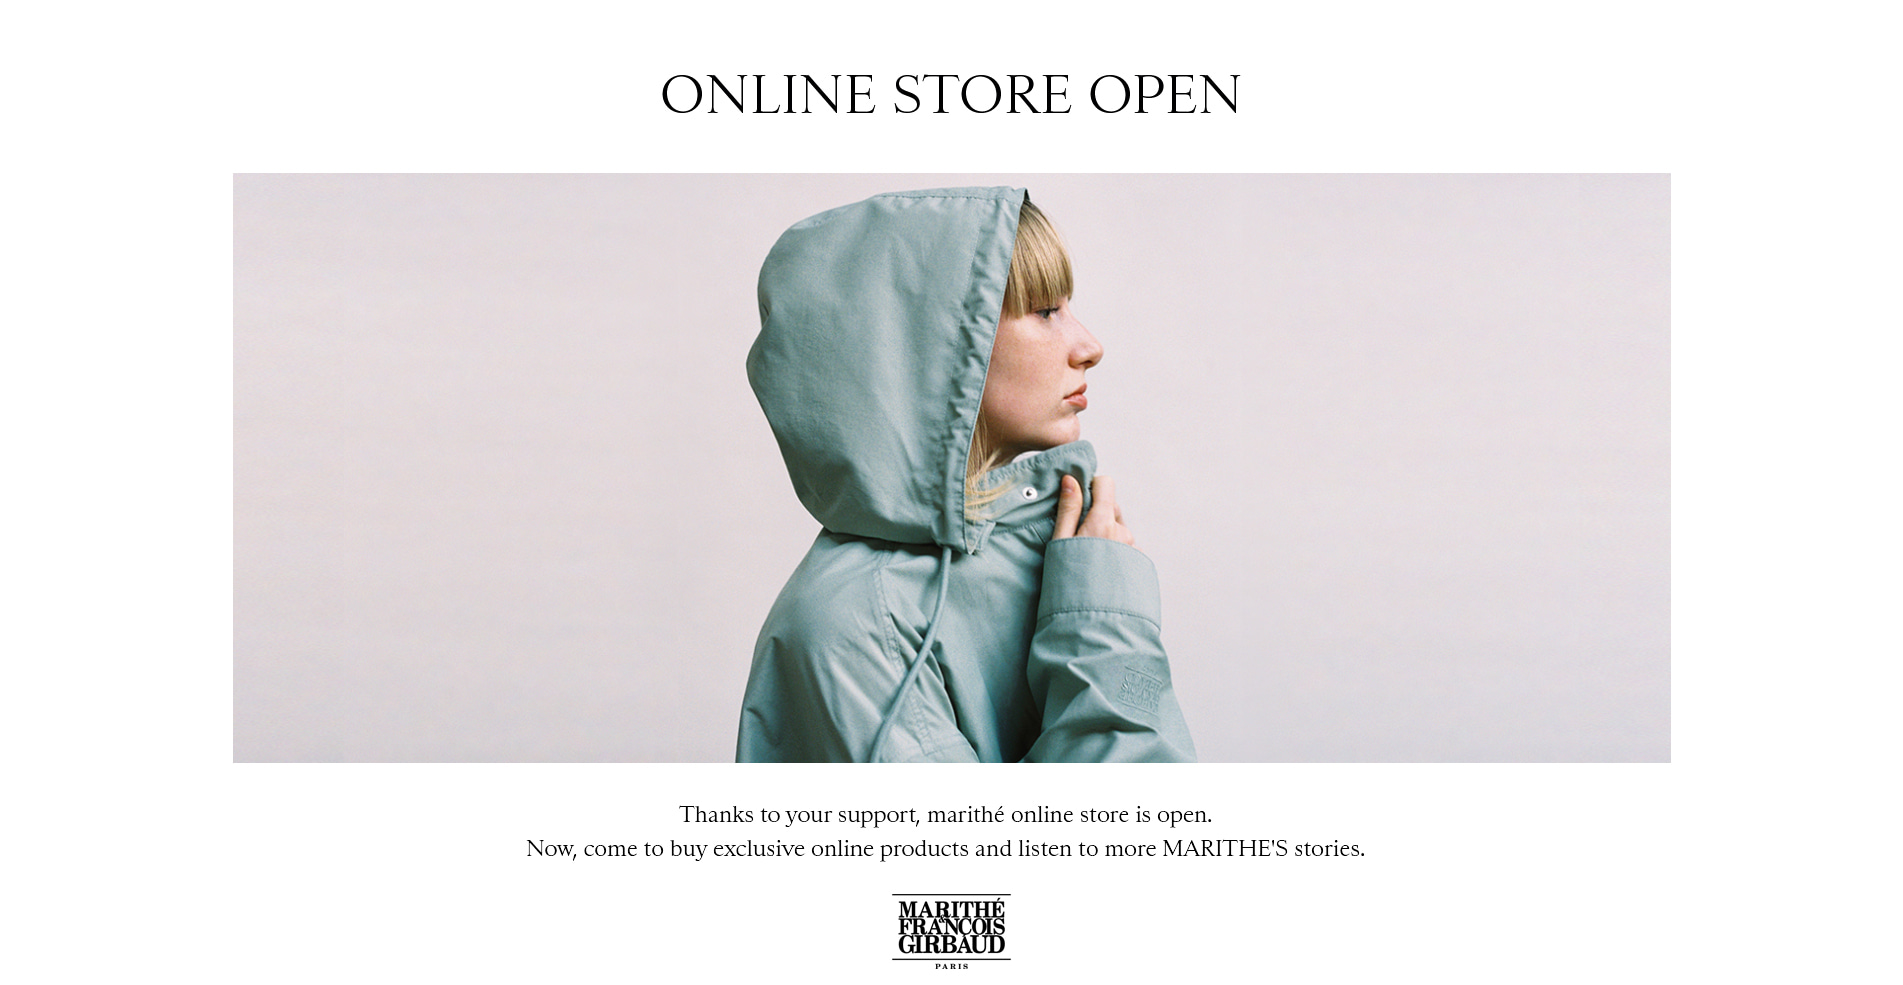 ONLINE STORE OPEN
Thanks to your support, marithé online store is open.
Now, come to buy exclusive online products and listen to more MARITHE'S stories.
MARITHÉ
&
FRANCOIS
GIRBAUD
PARIS